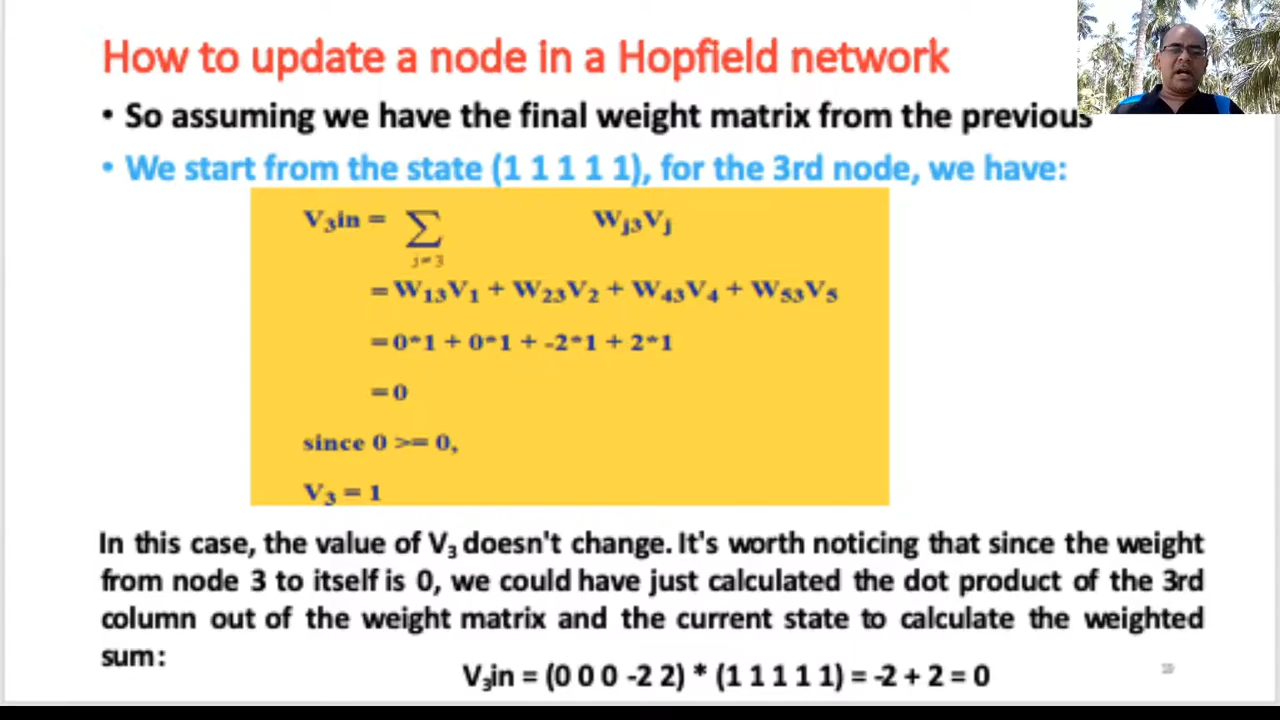 How to update a node in a Hopfield network
• So assuming we have the final weight matrix from the previous
• We start from the state (1 1 1 1 1), for the 3rd node, we have:
V3in = ∑ Wj3Vj
j≠3
= W13V1 + W23V2 + W43V4 + W53V5
= 0*1 + 0*1 + -2*1 + 2*1
= 0
since 0 >= 0,
V3 = 1
In this case, the value of V3 doesn't change. It's worth noticing that since the weight
from node 3 to itself is 0, we could have just calculated the dot product of the 3rd
column out of the weight matrix and the current state to calculate the weighted
sum:
V3in = (0 0 0 -2 2) * (1 1 1 1 1) = -2 + 2 = 0